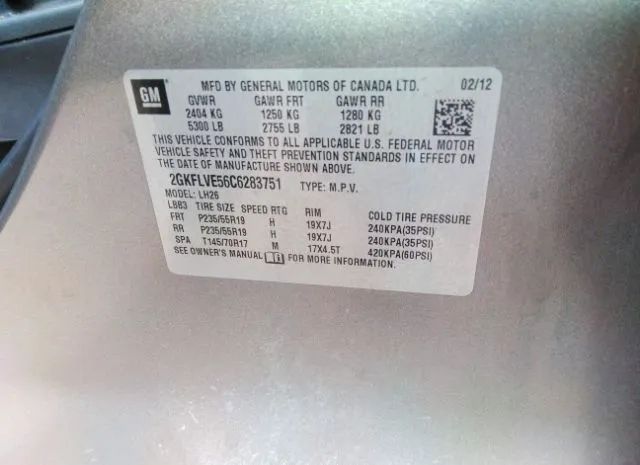 GM
MFD BY GENERAL MOTORS OF CANADA LTD. 02/12
GVWR GAWR FRT GAWR RR
2404 KG 1250 KG 1280 KG
5300 LB 2755 LB 2821 LB
THIS VEHICLE CONFORMS TO ALL APPLICABLE U.S. FEDERAL MOTOR
VEHICLE SAFETY AND THEFT PREVENTION STANDARDS IN EFFECT ON
THE DATE OF MANUFACTURE SHOWN ABOVE.
2GKFLVE56C6283751 TYPE: M.P.V.
MODEL: LH26
LBB3 TIRE SIZE SPEED RTG RIM COLD TIRE PRESSURE
FRT P235/55R19 H 19X7J 240KPA(35PSI)
RR P235/55R19 H 19X7J 240KPA(35PSI)
SPA T145/70R17 M 17X4.5T 420KPA(60PSI)
SEE OWNER'S MANUAL FOR MORE INFORMATION.